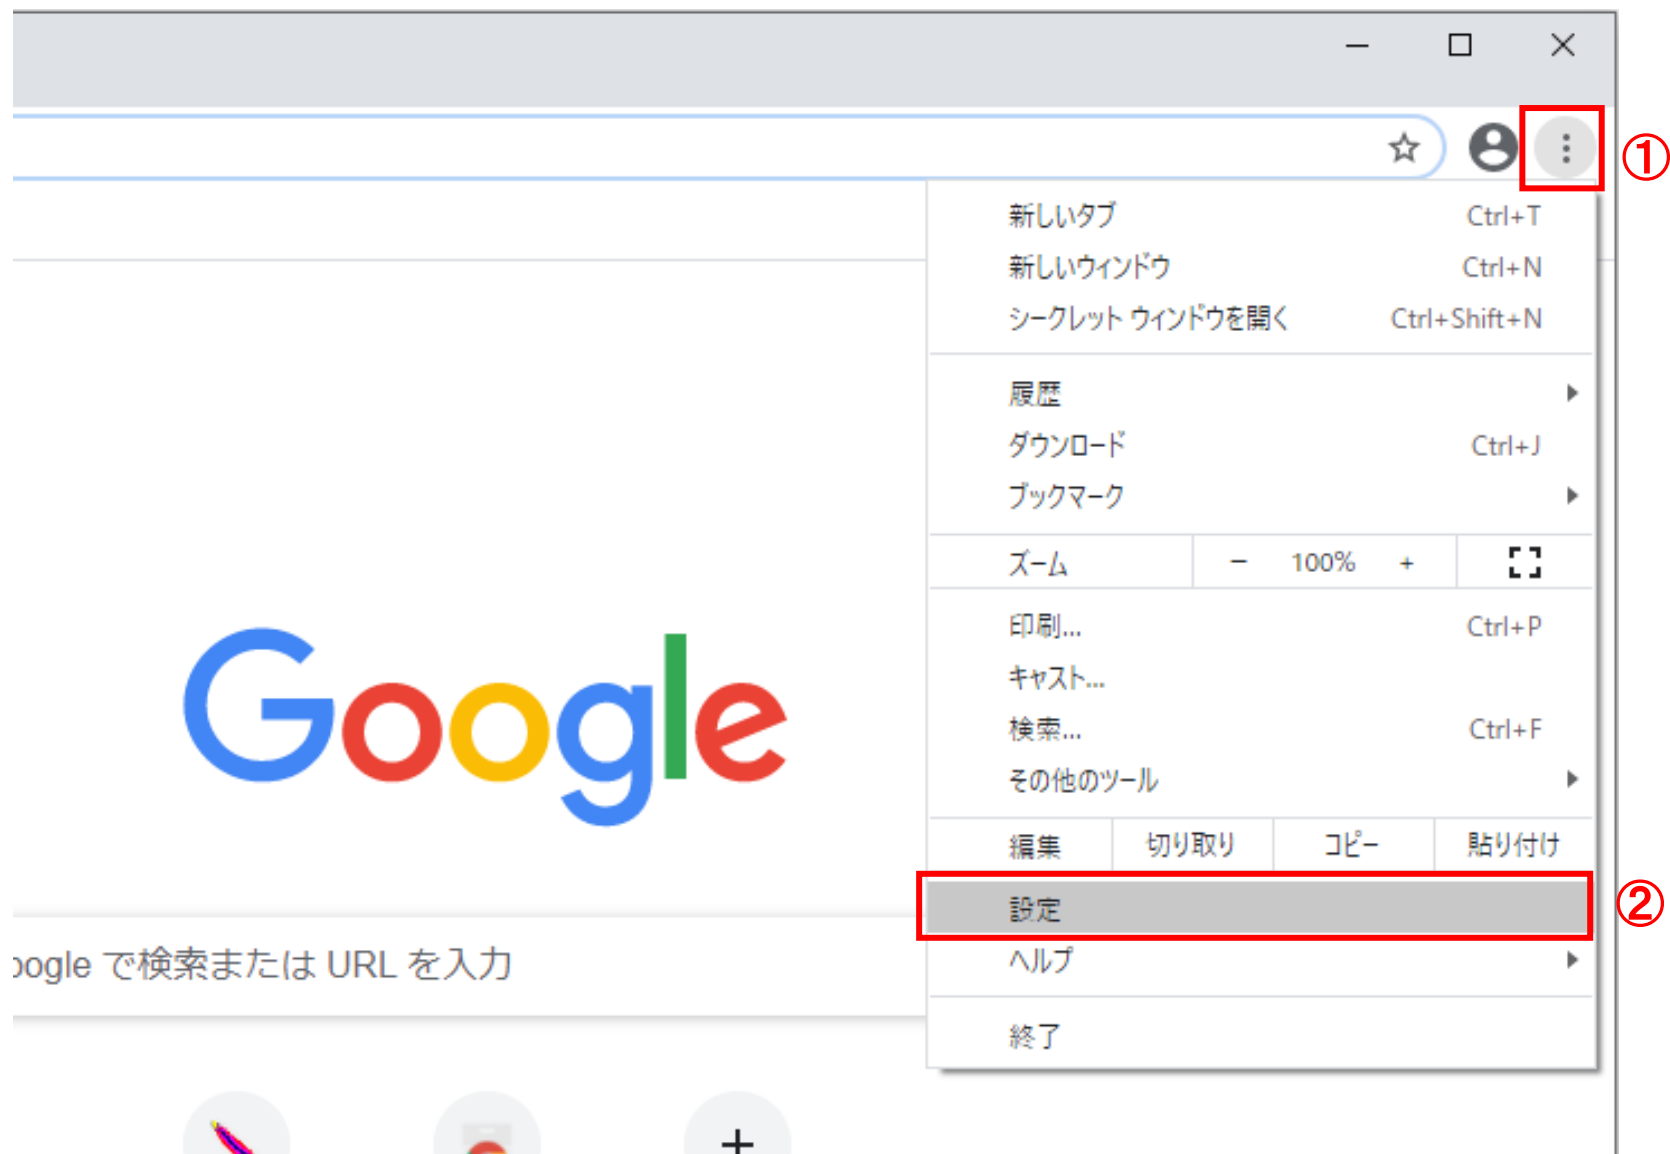 ①
新しいタブ Ctrl+T
新しいウィンドウ Ctrl+N
シークレット ウィンドウを開く Ctrl+Shift+N
履歴
ダウンロード Ctrl+J
ブックマーク
ズーム − 100% +
印刷... Ctrl+P
キャスト...
検索... Ctrl+F
その他のツール
編集 切り取り コピー 貼り付け
設定
②
ヘルプ
終了
Google
oogle で検索または URL を入力